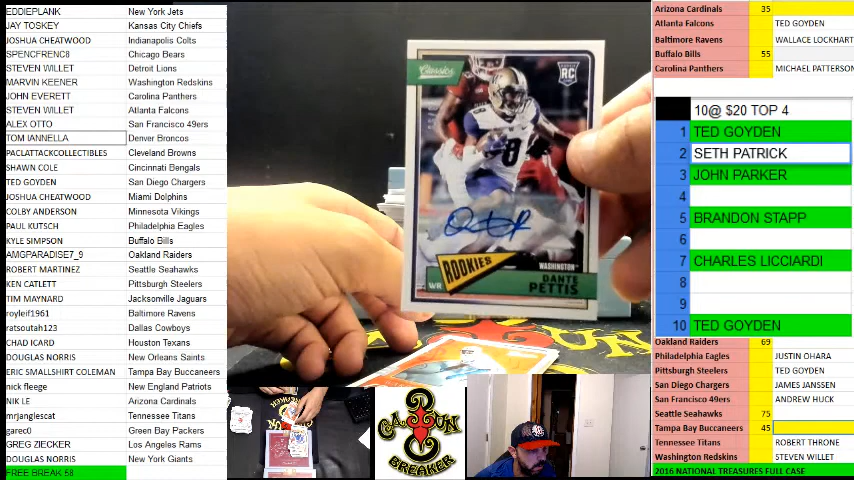 EDDIEPLANK New York Jets
JAY TOSKEY Kansas City Chiefs
JOSHUA CHEATWOOD Indianapolis Colts
SPENCFRENC8 Chicago Bears
STEVEN WILLET Detroit Lions
MARVIN KEENER Washington Redskins
JOHN EVERETT Carolina Panthers
STEVEN WILLET Atlanta Falcons
ALEX OTTO San Francisco 49ers
TOM IANNELLA Denver Broncos
PACLATTACKCOLLECTIBLES Cleveland Browns
SHAWN COLE Cincinnati Bengals
TED GOYDEN San Diego Chargers
JOSHUA CHEATWOOD Miami Dolphins
COLBY ANDERSON Minnesota Vikings
PAUL KUTSCH Philadelphia Eagles
KYLE SIMPSON Buffalo Bills
AMGPARADISE7_9 Oakland Raiders
ROBERT MARTINEZ Seattle Seahawks
KEN CATLETT Pittsburgh Steelers
TIM MAYNARD Jacksonville Jaguars
royleif1961 Baltimore Ravens
ratsoutah123 Dallas Cowboys
CHAD ICARD Houston Texans
DOUGLAS NORRIS New Orleans Saints
ERIC SMALLSHIRT COLEMAN Tampa Bay Buccaneers
nick fleege New England Patriots
NIK LE Arizona Cardinals
mrjanglescat Tennessee Titans
garec0 Green Bay Packers
GREG ZIECKER Los Angeles Rams
DOUGLAS NORRIS New York Giants
FREE BREAK 58
Classics
RC
8
ROOKIES
WASHINGTON
WR
DANTE
PETTIS
GUN
BREAKER
Arizona Cardinals 35
Atlanta Falcons TED GOYDEN
Baltimore Ravens WALLACE LOCKHART
Buffalo Bills 55
Carolina Panthers MICHAEL PATTERSON
10@ $20 TOP 4
1 TED GOYDEN
2 SETH PATRICK
3 JOHN PARKER
4
5 BRANDON STAPP
6
7 CHARLES LICCIARDI
8
9
10 TED GOYDEN
Oakland Raiders 69
Philadelphia Eagles JUSTIN OHARA
Pittsburgh Steelers TED GOYDEN
San Diego Chargers JAMES JANSSEN
San Francisco 49ers ANDREW HUCK
Seattle Seahawks 75
Tampa Bay Buccaneers 45
Tennessee Titans ROBERT THRONE
Washington Redskins STEVEN WILLET
2016 NATIONAL TREASURES FULL CASE